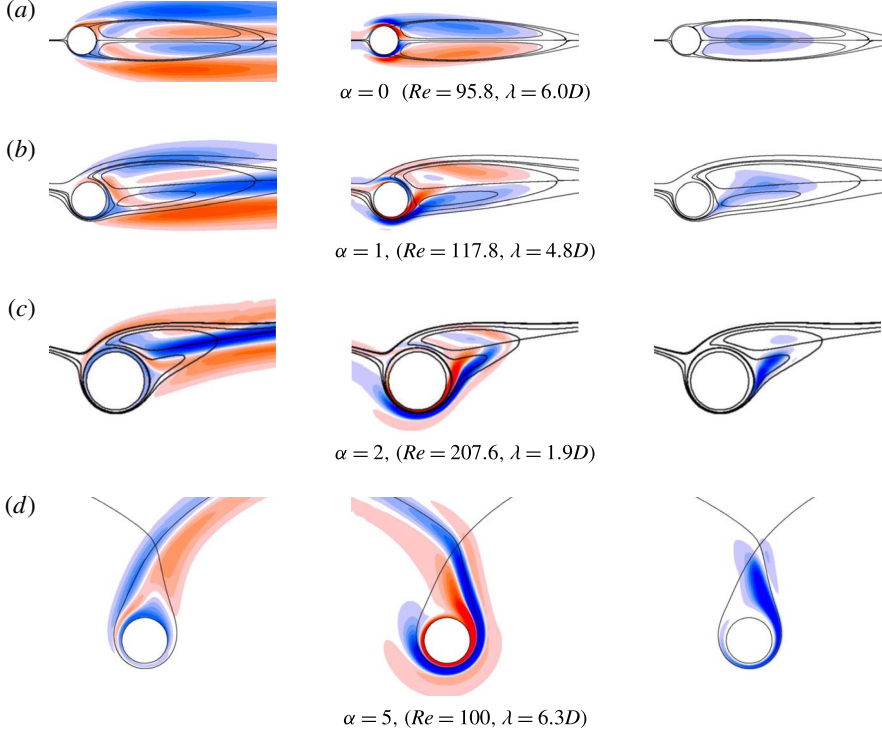 (a)
α = 0 (Re = 95.8, λ = 6.0D)
(b)
α = 1, (Re = 117.8, λ = 4.8D)
(c)
α = 2, (Re = 207.6, λ = 1.9D)
(d)
α = 5, (Re = 100, λ = 6.3D)